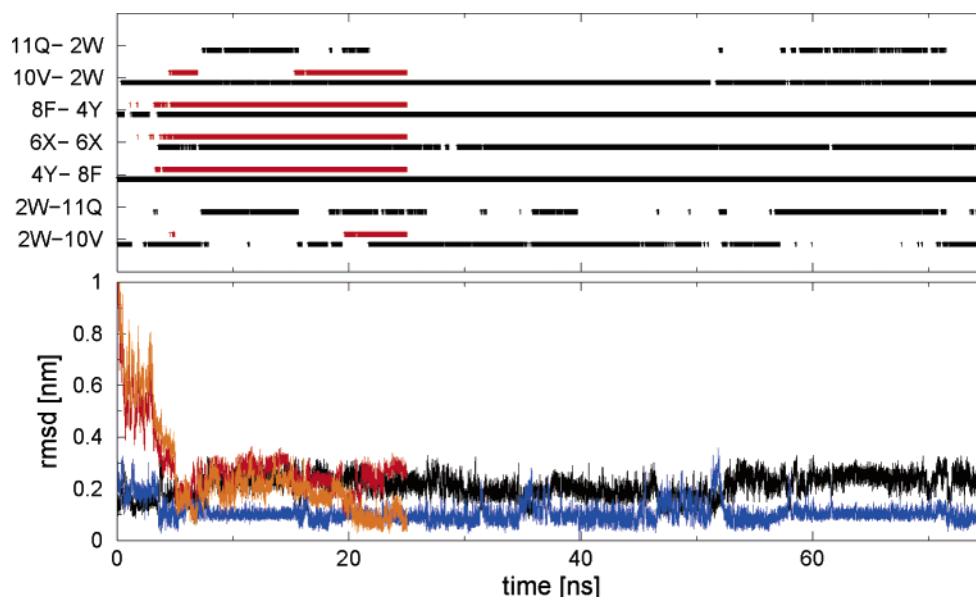 11Q- 2W
10V- 2W
8F- 4Y
6X- 6X
4Y- 8F
2W-11Q
2W-10V
1
0.8
0.6
0.4
0.2
0
rmsd [nm]
0 20 40 60
time [ns]